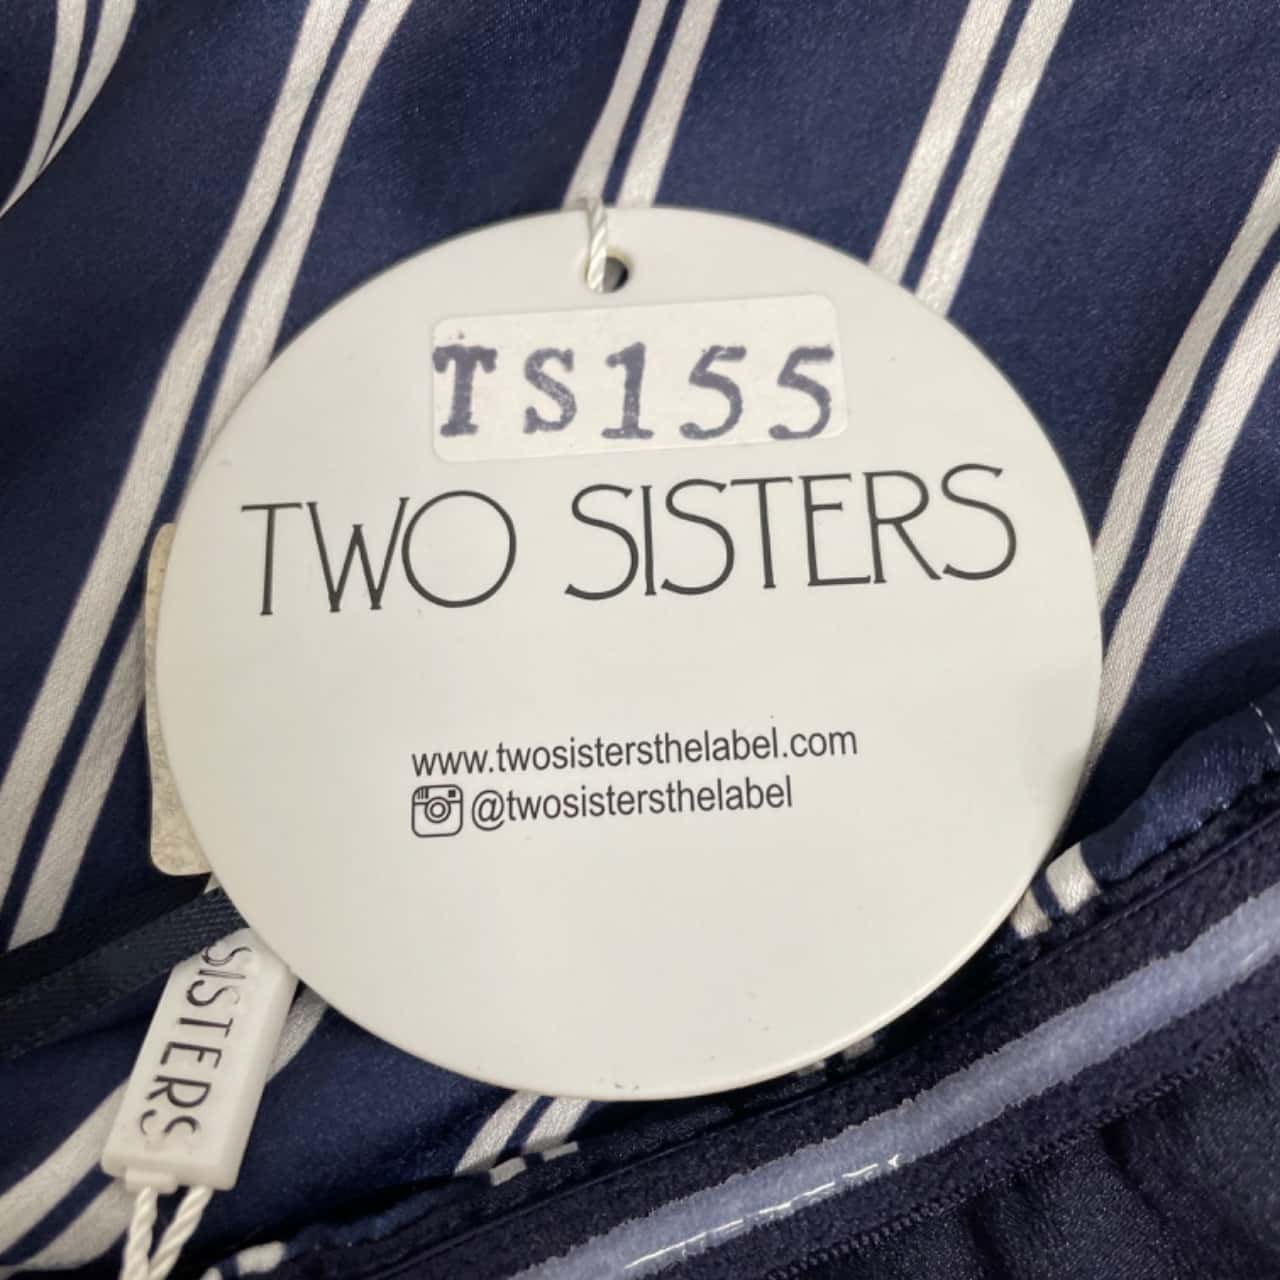 TS155
TWO SISTERS
www.twosistersthelabel.com
@twosistersthelabel
SISTERS